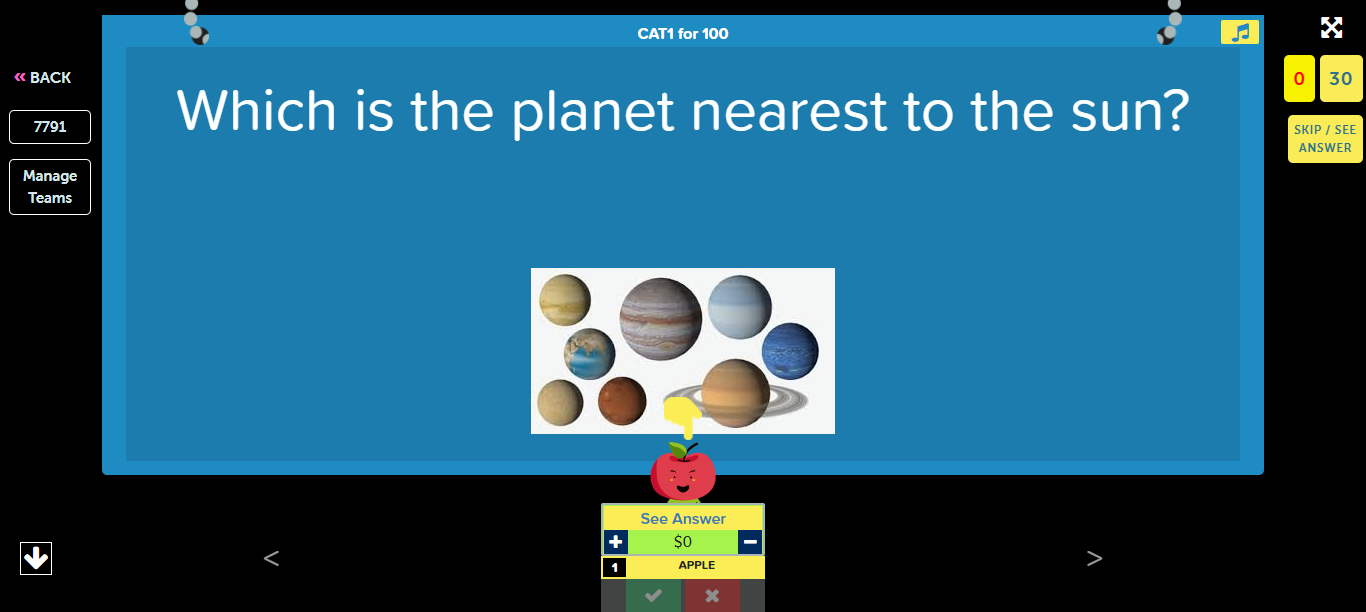 CAT1 for 100
« BACK
0
30
Which is the planet nearest to the sun?
7791
SKIP / SEE
ANSWER
Manage
Teams
See Answer
+ $0 −
< >
1 APPLE